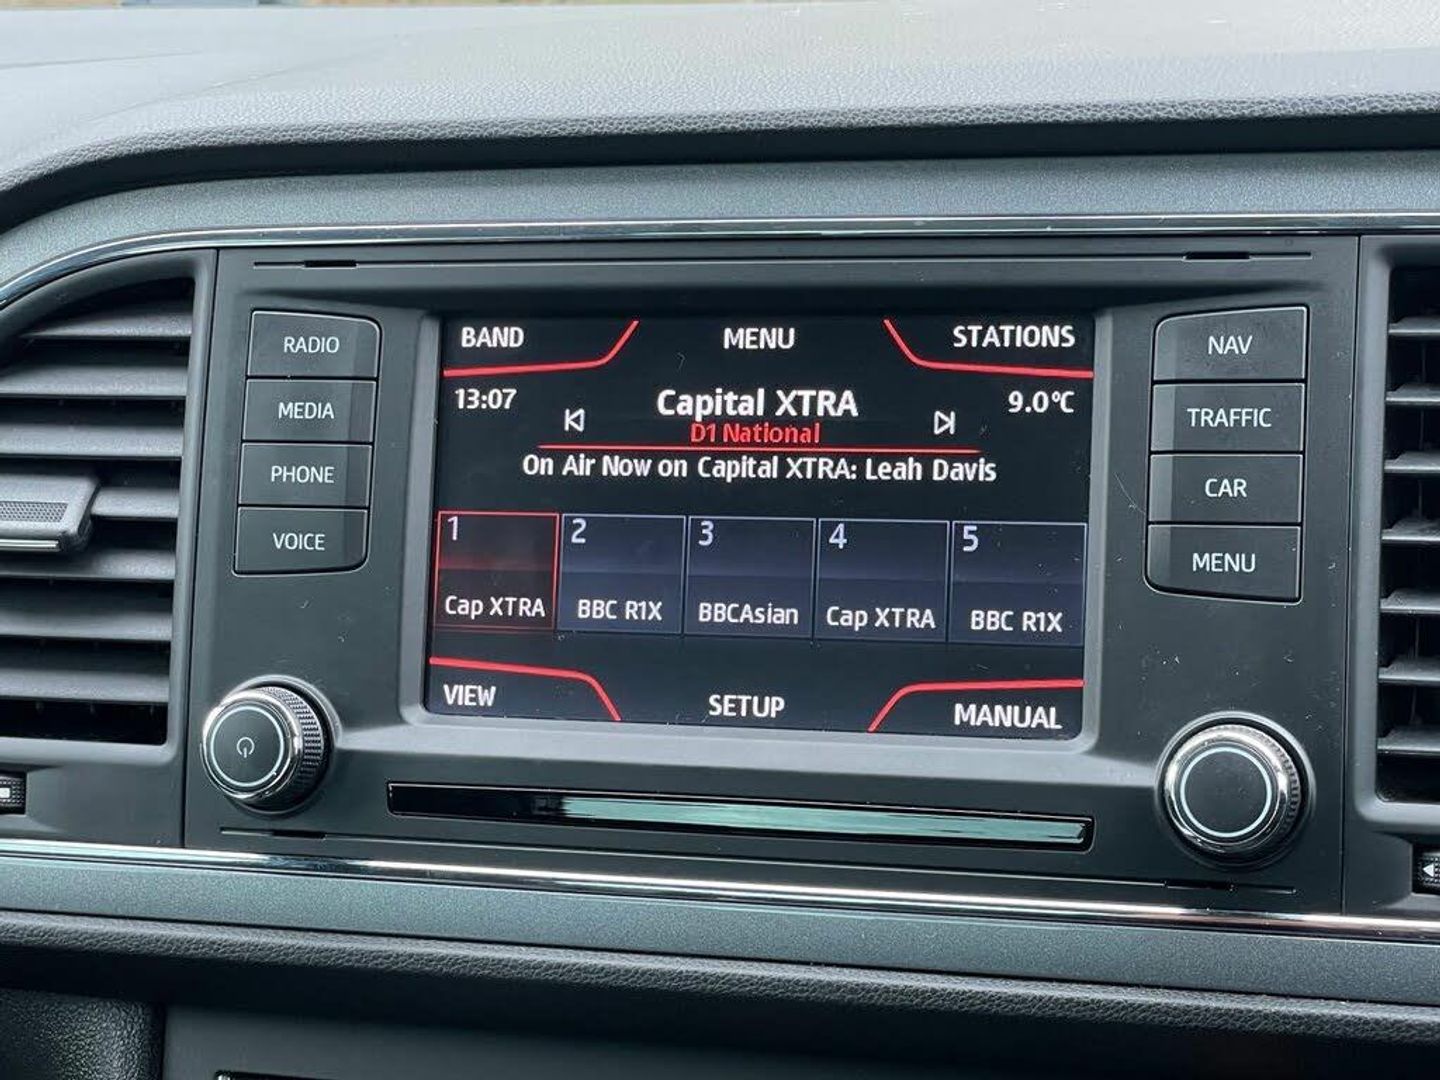 RADIO
MEDIA
PHONE
VOICE
BAND MENU STATIONS
13:07 Capital XTRA 9.0°C
D1 National
On Air Now on Capital XTRA: Leah Davis
1 2 3 4 5
Cap XTRA BBC R1X BBCAsian Cap XTRA BBC R1X
VIEW SETUP MANUAL
NAV
TRAFFIC
CAR
MENU